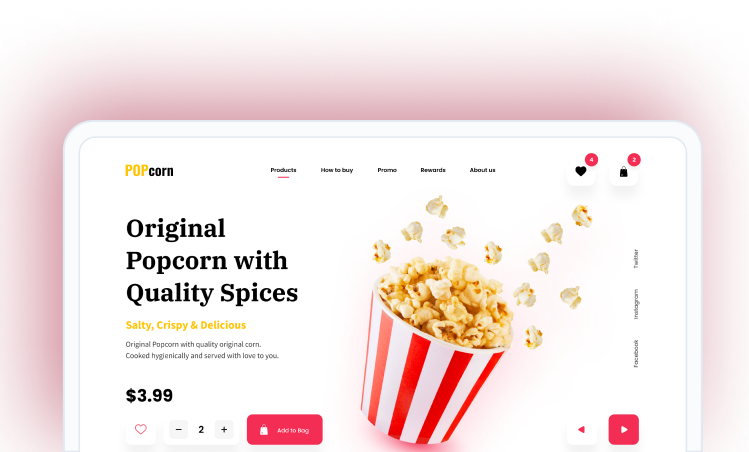 POPcorn
Products How to buy Promo Rewards About us
4
2
Original
Popcorn with
Quality Spices
Salty, Crispy & Delicious
Original Popcorn with quality original corn.
Cooked hygienically and served with love to you.
$3.99
− 2 + Add to Bag
Twitter
Instagram
Facebook